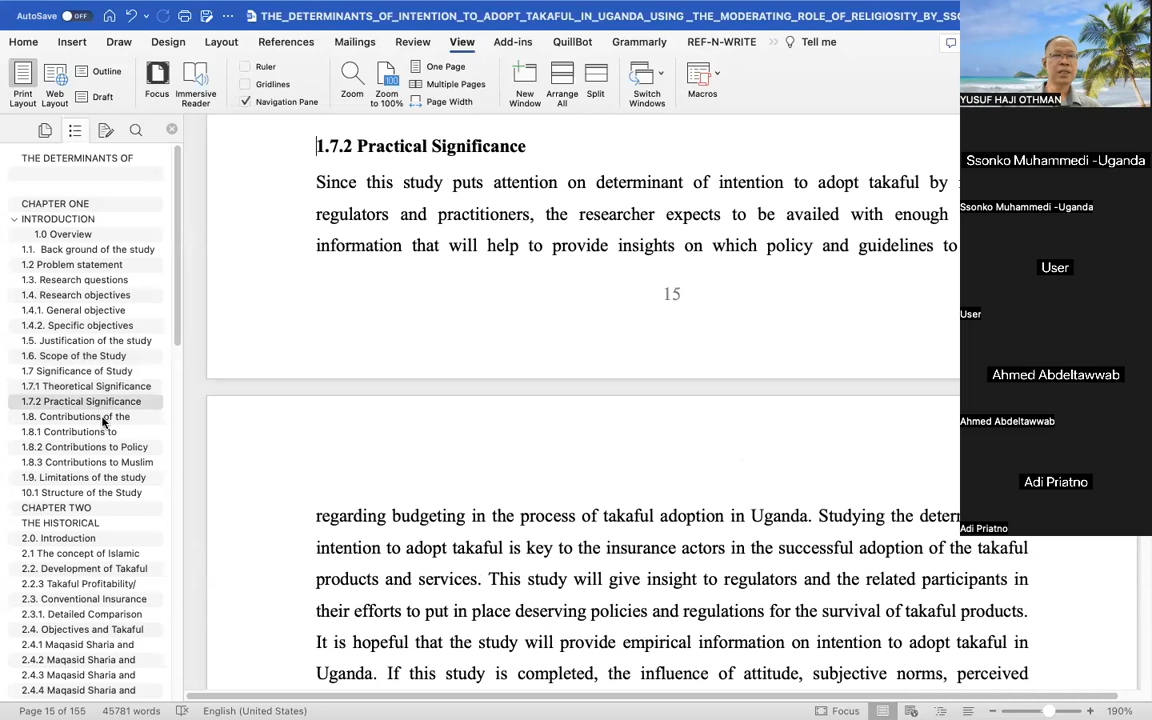 AutoSave OFF
THE_DETERMINANTS_OF_INTENTION_TO_ADOPT_TAKAFUL_IN_UGANDA_USING _THE_MODERATING_ROLE_OF_RELIGIOSITY_BY_SSO
Home Insert Draw Design Layout References Mailings Review View Add-ins QuillBot Grammarly REF-N-WRITE Tell me
Print Layout
Web Layout
Outline
Draft
Focus
Immersive Reader
Ruler
Gridlines
Navigation Pane
Zoom
Zoom to 100%
One Page
Multiple Pages
Page Width
New Window
Arrange All
Split
Switch Windows
Macros
THE DETERMINANTS OF
CHAPTER ONE
INTRODUCTION
1.0 Overview
1.1. Back ground of the study
1.2 Problem statement
1.3. Research questions
1.4. Research objectives
1.4.1. General objective
1.4.2. Specific objectives
1.5. Justification of the study
1.6. Scope of the Study
1.7 Significance of Study
1.7.1 Theoretical Significance
1.7.2 Practical Significance
1.8. Contributions of the
1.8.1 Contributions to
1.8.2 Contributions to Policy
1.8.3 Contributions to Muslim
1.9. Limitations of the study
10.1 Structure of the Study
CHAPTER TWO
THE HISTORICAL
2.0. Introduction
2.1 The concept of Islamic
2.2. Development of Takaful
2.2.3 Takaful Profitability/
2.3. Conventional Insurance
2.3.1. Detailed Comparison
2.4. Objectives and Takaful
2.4.1 Maqasid Sharia and
2.4.2 Maqasid Sharia and
2.4.3 Maqasid Sharia and
2.4.4 Maqasid Sharia and
1.7.2 Practical Significance
Since this study puts attention on determinant of intention to adopt takaful by
regulators and practitioners, the researcher expects to be availed with enough
information that will help to provide insights on which policy and guidelines to
15
regarding budgeting in the process of takaful adoption in Uganda. Studying the deter
intention to adopt takaful is key to the insurance actors in the successful adoption of the takaful
products and services. This study will give insight to regulators and the related participants in
their efforts to put in place deserving policies and regulations for the survival of takaful products.
It is hopeful that the study will provide empirical information on intention to adopt takaful in
Uganda. If this study is completed, the influence of attitude, subjective norms, perceived
YUSUF HAJI OTHMAN
Ssonko Muhammedi -Uganda
Ssonko Muhammedi -Uganda
User
User
Ahmed Abdeltawwab
Ahmed Abdeltawwab
Adi Priatno
Adi Priatno
Page 15 of 155 45781 words English (United States) Focus 190%